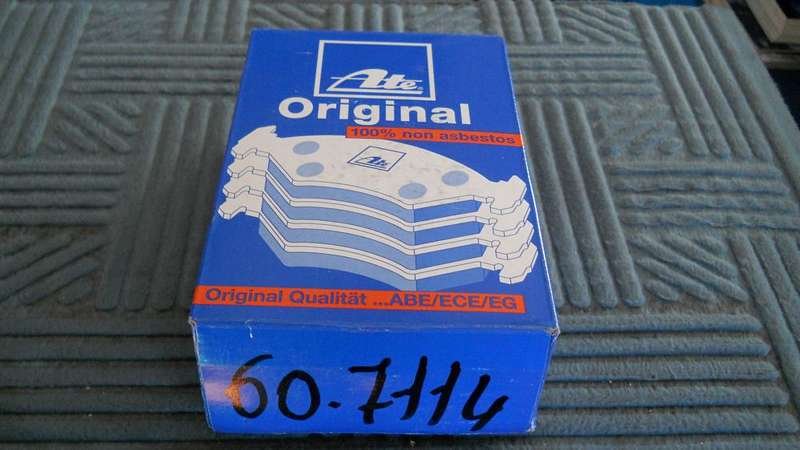 Ate
Original
100% non asbestos
Ate
Original Qualität ...ABE/ECE/EG
60.7114